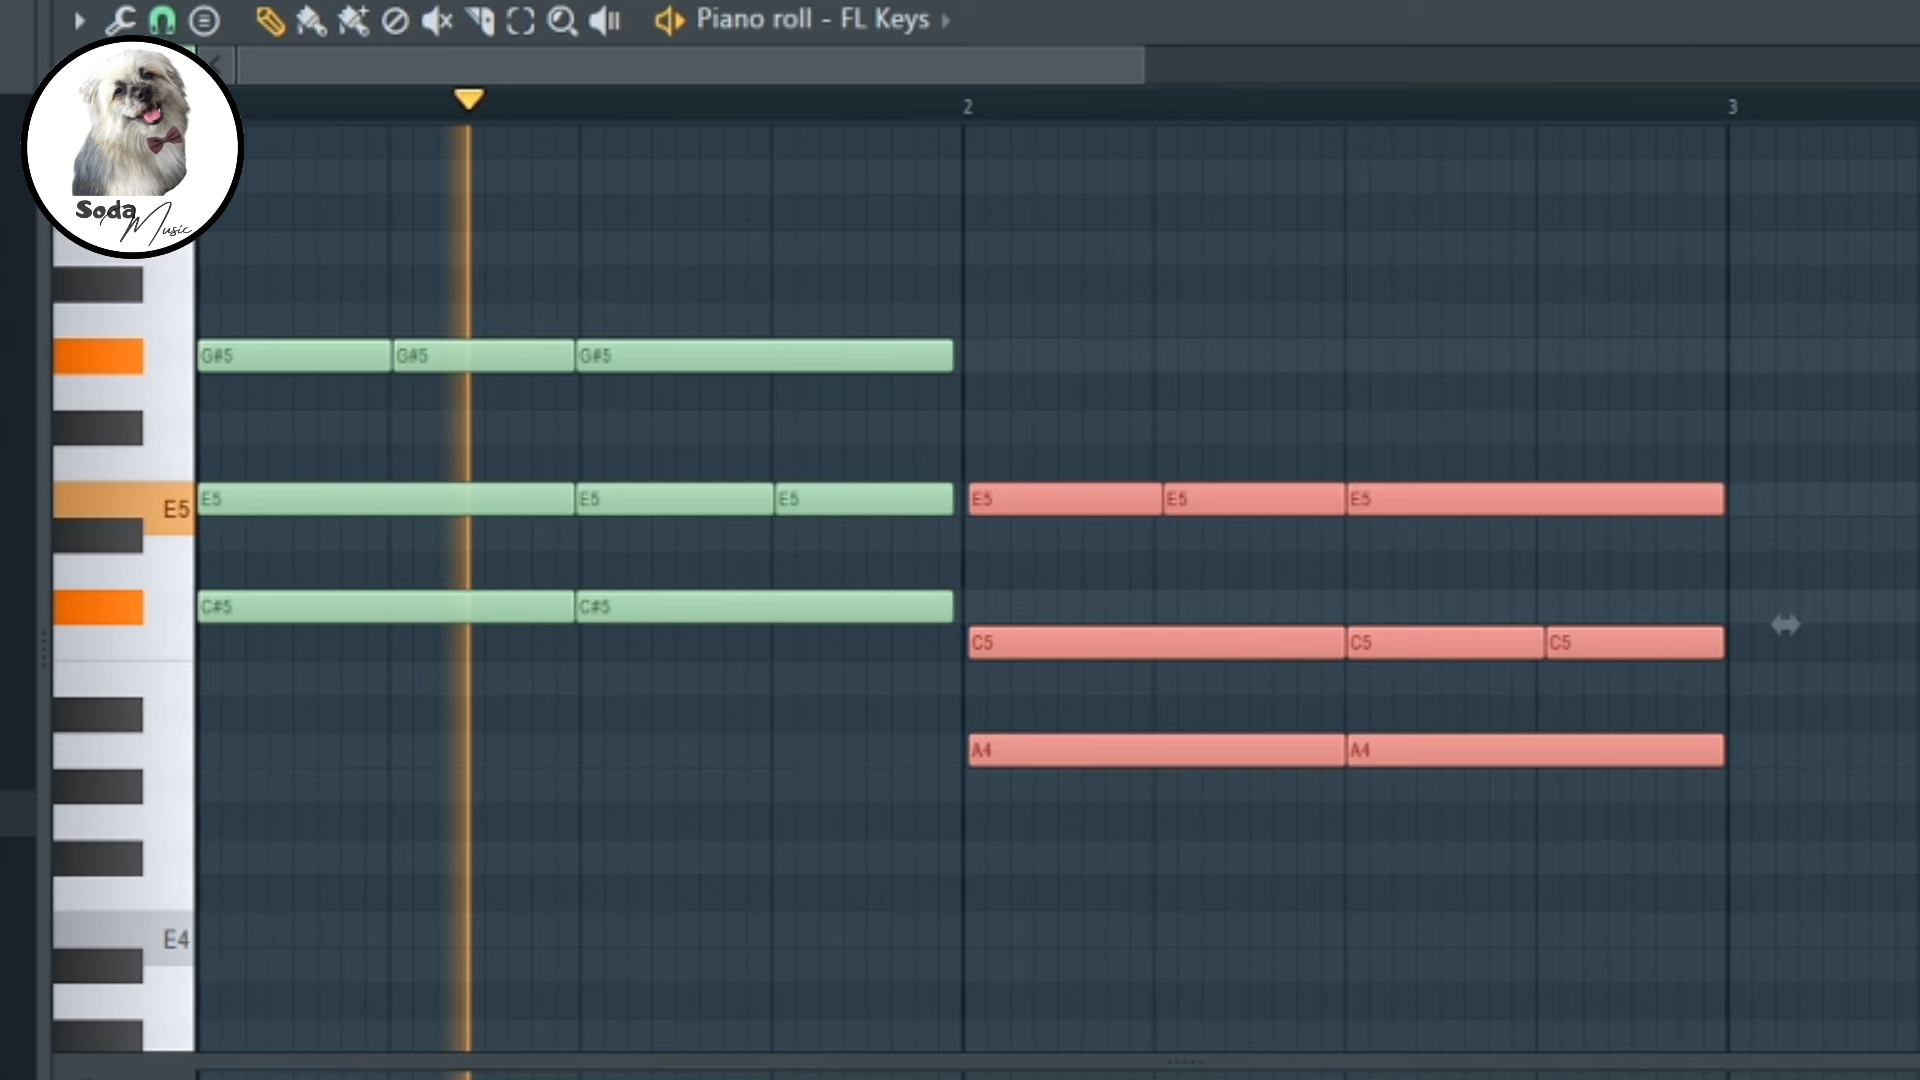 Piano roll - FL Keys
2 3
Soda
Music
G#5 G#5 G#5
E5 E5 E5 E5 E5 E5 E5
C#5 C#5
C5 C5 C5
A4 A4
E4